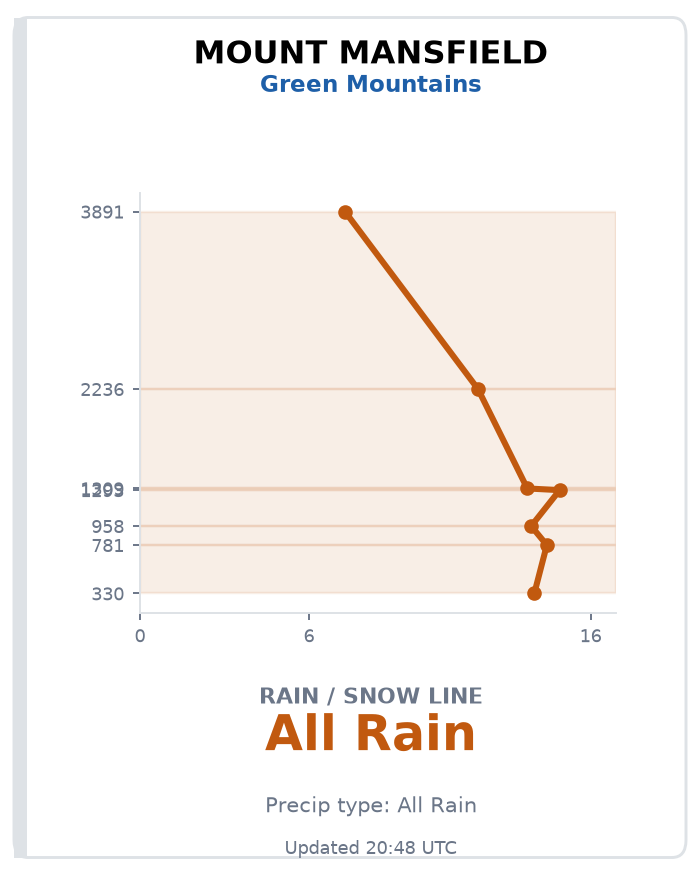 MOUNT MANSFIELD
Green Mountains
3891
2236
958
781
330
0 6 16
RAIN / SNOW LINE
All Rain
Precip type: All Rain
Updated 20:48 UTC